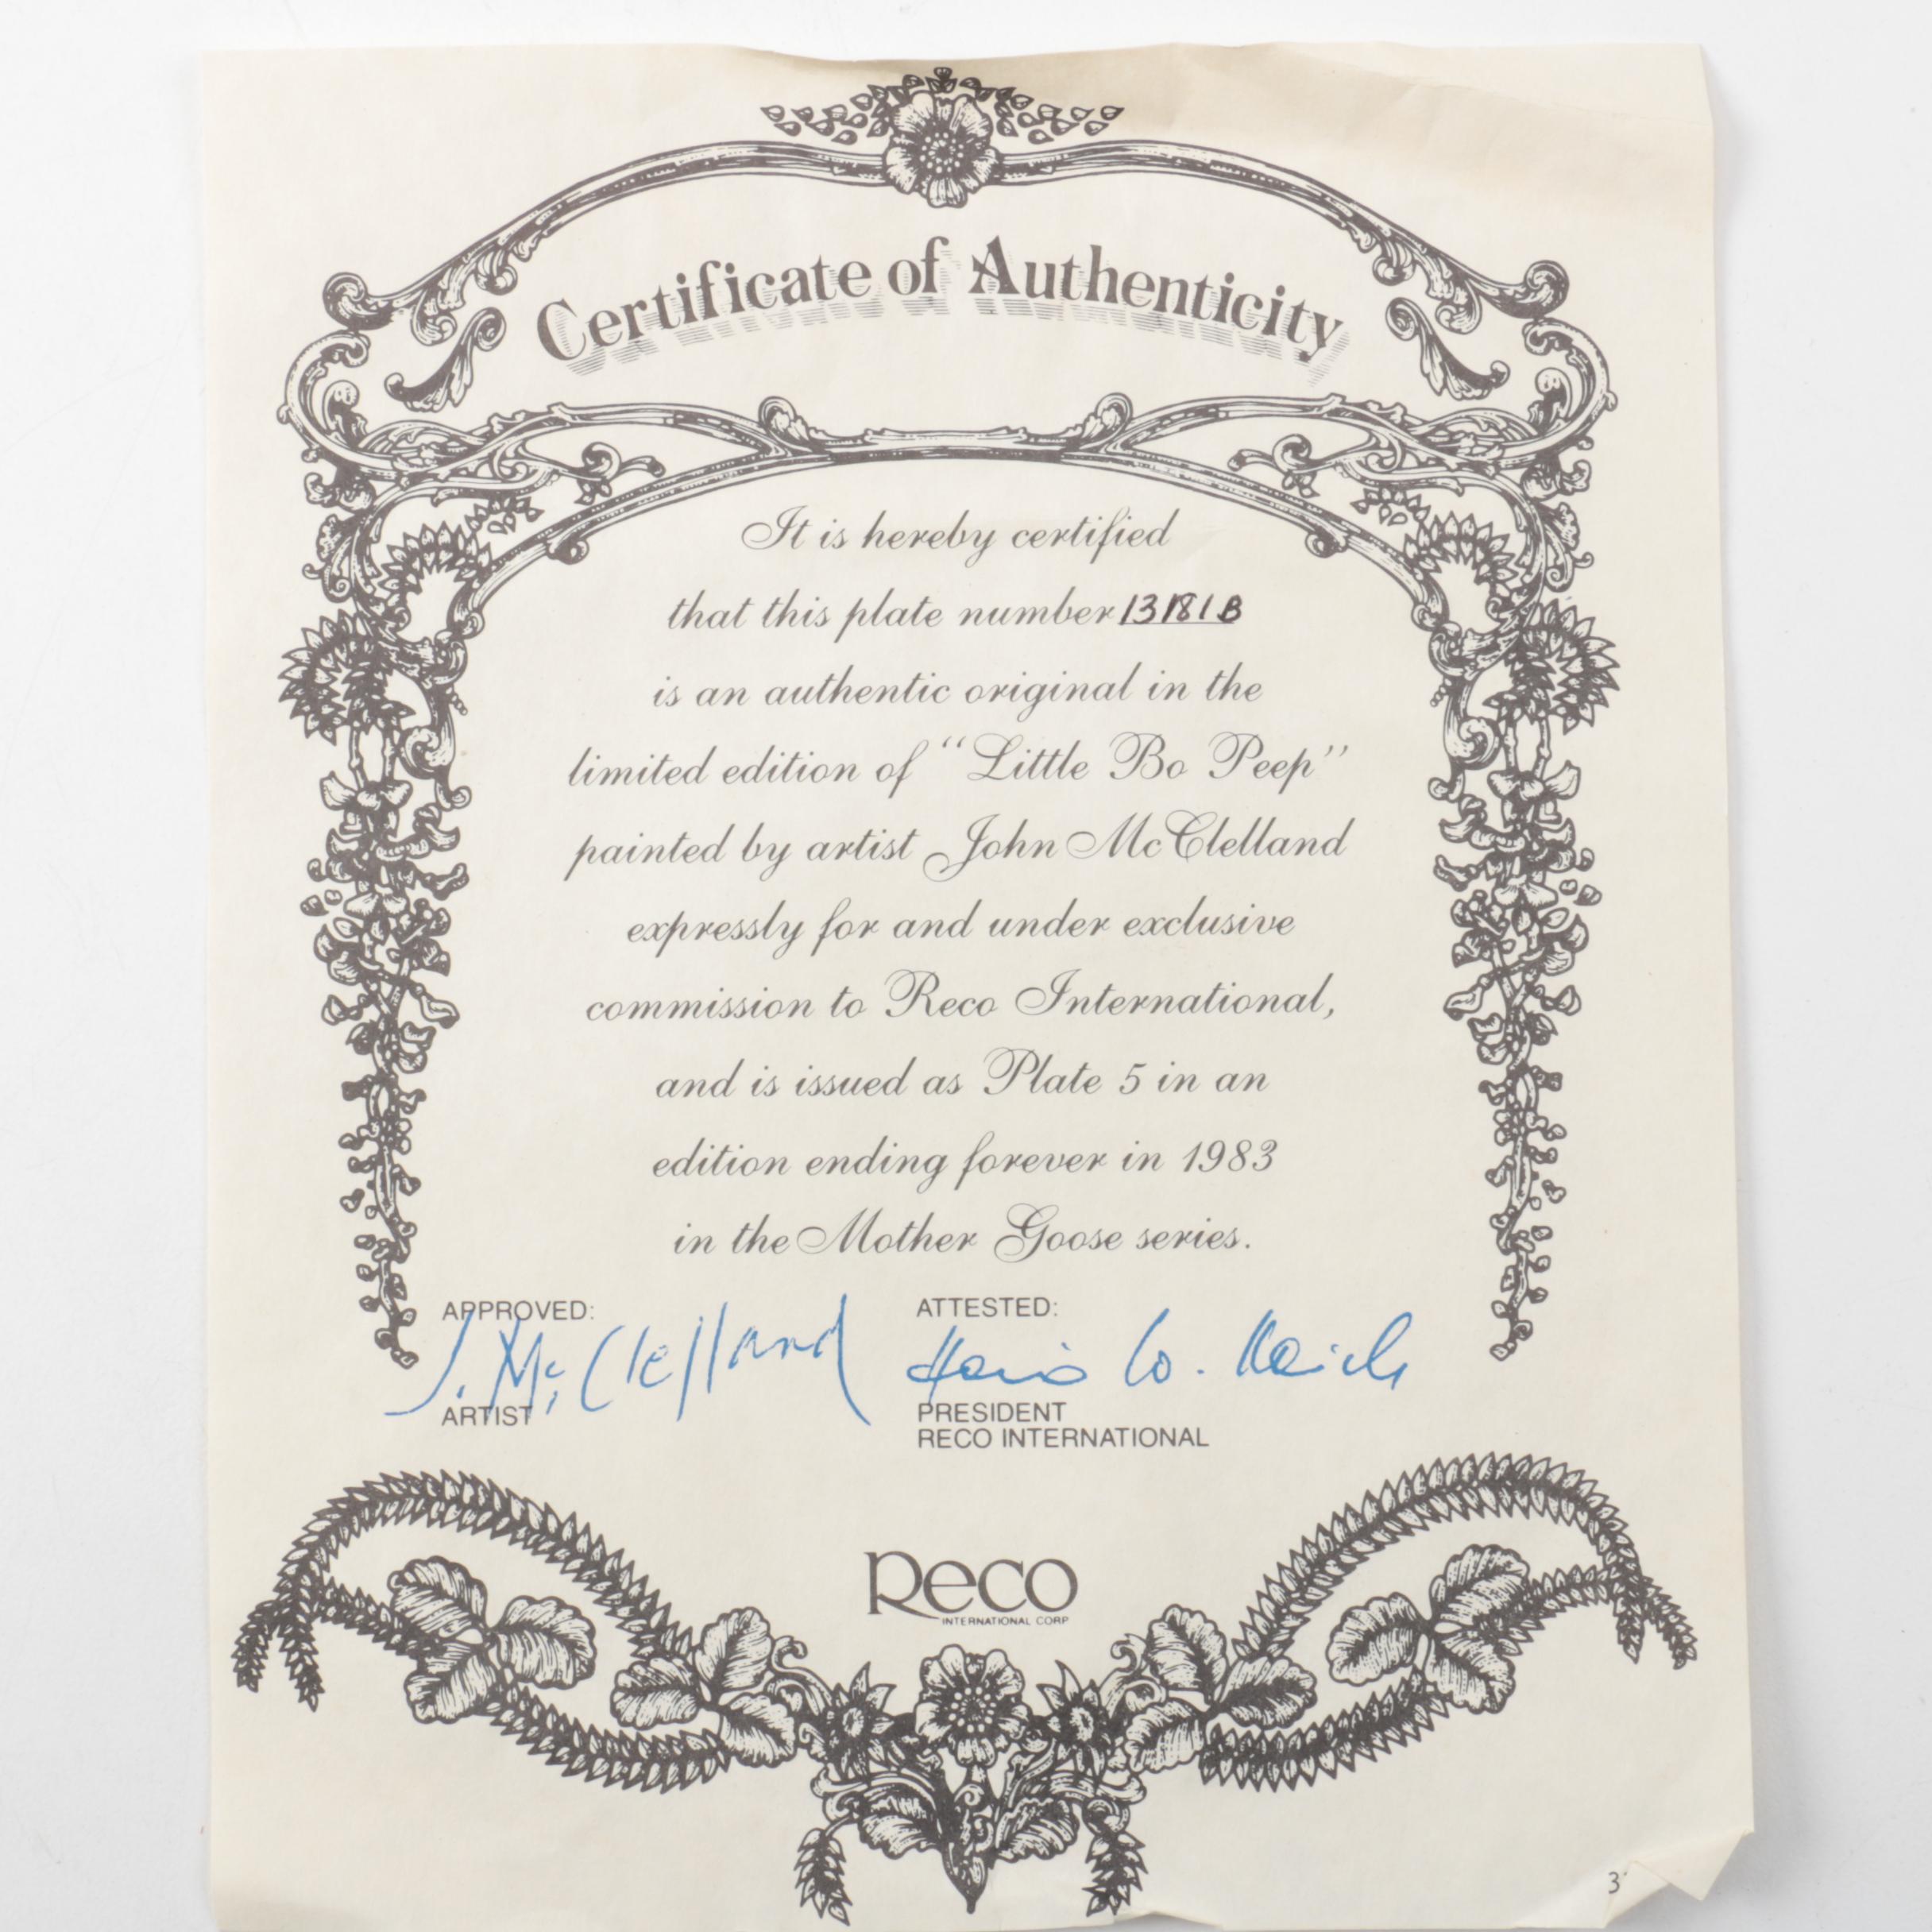 Certificate of Authenticity
It is hereby certified
that this plate number 13181B
is an authentic original in the
limited edition of “Little Bo Peep”
painted by artist John McClelland
expressly for and under exclusive
commission to Reco International,
and is issued as Plate 5 in an
edition ending forever in 1983
in the Mother Goose series.
APPROVED: ATTESTED:
J. McClelland
ARTIST PRESIDENT
RECO INTERNATIONAL
Reco
INTERNATIONAL CORP